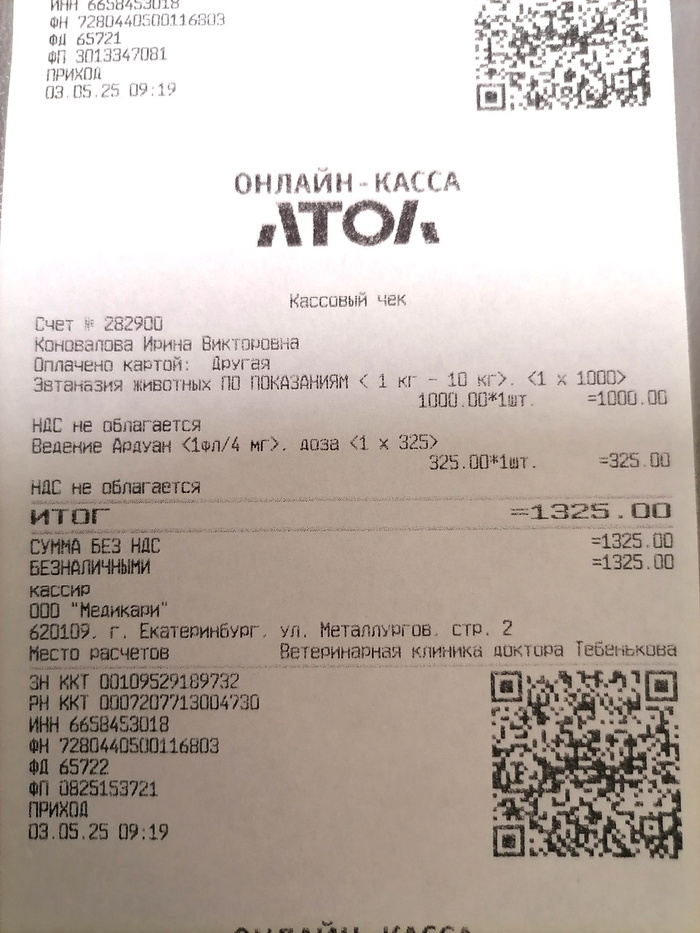 ИНН 6658453018
ФН 7280440500116803
ФД 65721
ФП 3013347081
ПРИХОД
03.05.25 09:19
ОНЛАЙН-КАССА
АТОЛ
Кассовый чек
Счет № 282900
Коновалова Ирина Викторовна
Оплачено картой: Другая
Эвтаназия животных ПО ПОКАЗАНИЯМ < 1 кг - 10 кг>. <1 x 1000>
1000.00*1шт. =1000.00
НДС не облагается
Ведение Ардуан <1фл/4 мг>. доза <1 x 325>
325.00*1шт. =325.00
НДС не облагается
ИТОГ =1325.00
СУММА БЕЗ НДС =1325.00
БЕЗНАЛИЧНЫМИ =1325.00
кассир
ООО "Медикари"
620109. г. Екатеринбург. ул. Металлургов. стр. 2
Место расчетов Ветеринарная клиника доктора Тебенькова
ЗН ККТ 00109529189732
РН ККТ 0007207713004730
ИНН 6658453018
ФН 7280440500116803
ФД 65722
ФП 0825153721
ПРИХОД
03.05.25 09:19
ОНЛАЙН-КАССА